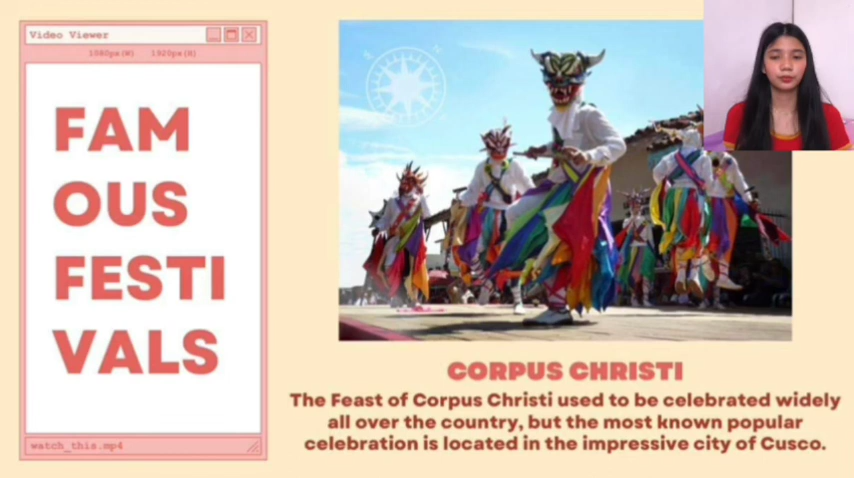 Video Viewer
1080px(W) 1920px(H)
FAM
OUS
FESTI
VALS
watch_this.mp4
S N
CORPUS CHRISTI
The Feast of Corpus Christi used to be celebrated widely
all over the country, but the most known popular
celebration is located in the impressive city of Cusco.